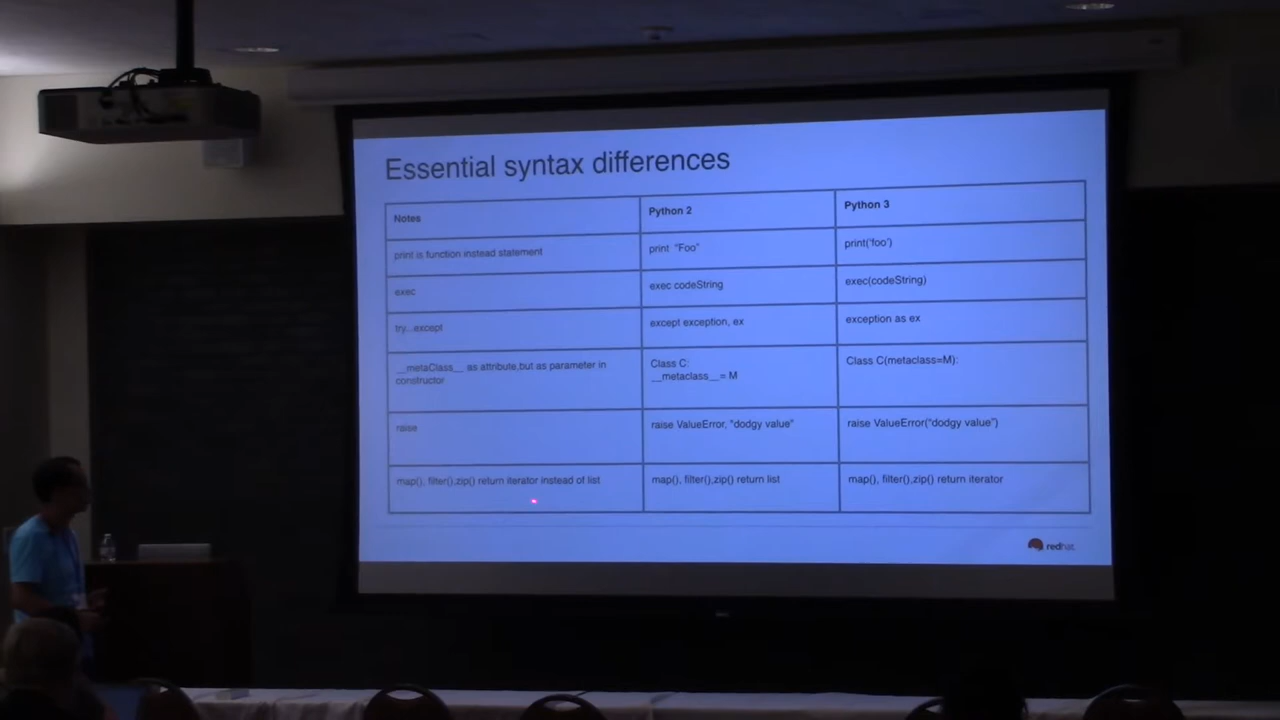 Essential syntax differences
Notes
Python 2
Python 3
print is function instead statement
print "Foo"
print('foo')
exec
exec codeString
exec(codeString)
try...except
except exception, ex
exception as ex
__metaClass__ as attribute,but as parameter in
constructor
Class C:
__metaclass__= M
Class C(metaclass=M):
raise
raise ValueError, "dodgy value"
raise ValueError("dodgy value")
map(), filter(),zip() return iterator instead of list
map(), filter(),zip() return list
map(), filter(),zip() return iterator
redhat